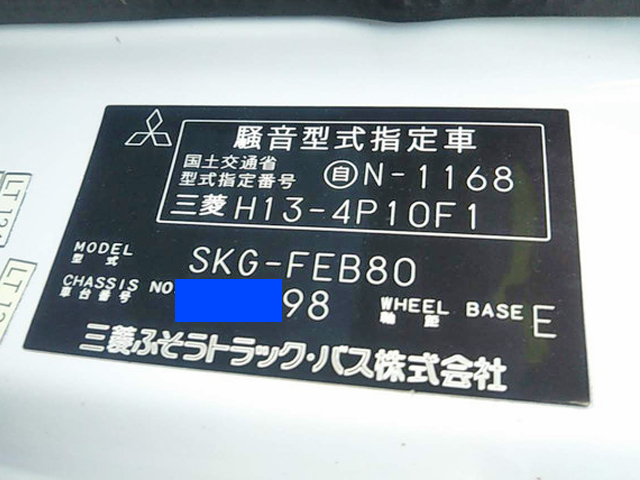 騒音型式指定車
国土交通省
型式指定番号 自 N-1168
三菱 H13-4P10F1
MODEL
型式
SKG-FEB80
CHASSIS NO.
車台番号
98
WHEEL BASE
軸距
E
三菱ふそうトラック・バス株式会社